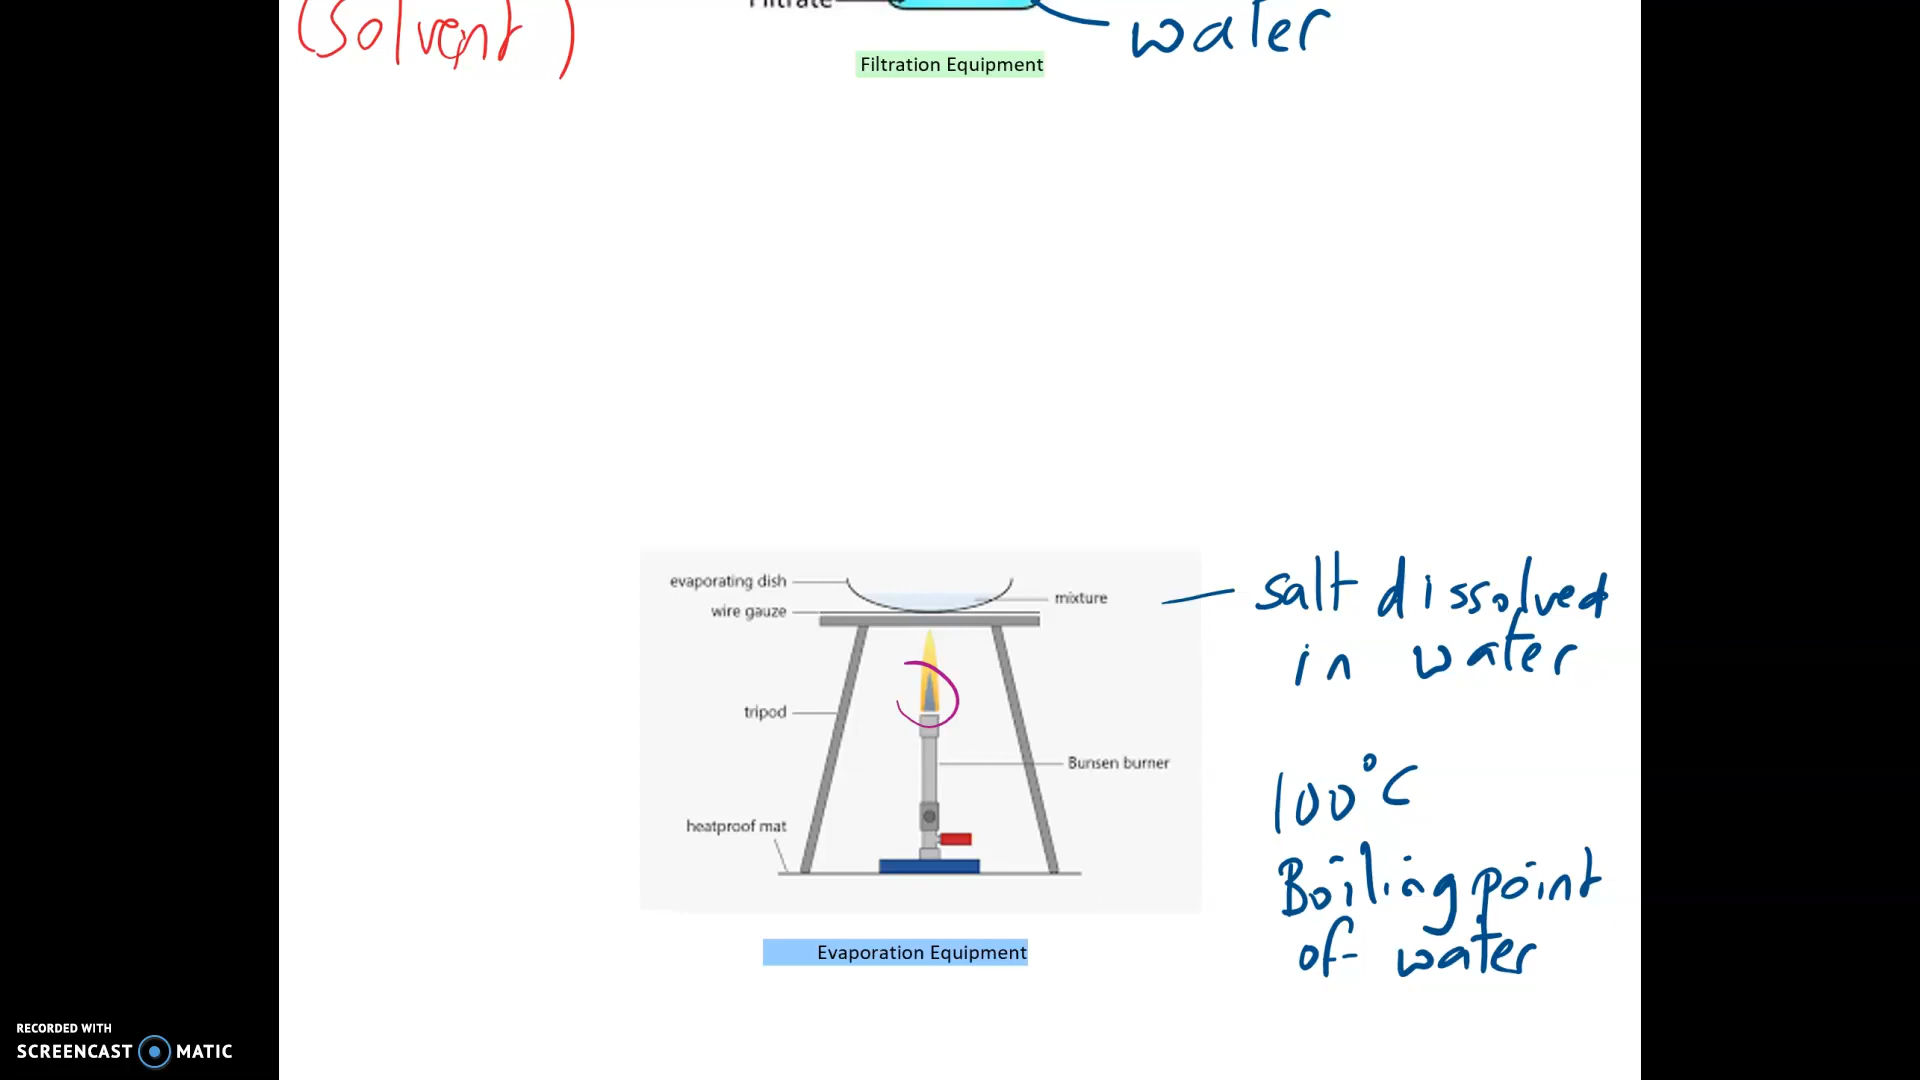 (Solvent)
Filtrate
water
Filtration Equipment
evaporating dish
mixture
wire gauze
salt dissolved
in water
tripod
Bunsen burner
100°C
heatproof mat
Boiling point
of water
Evaporation Equipment
RECORDED WITH
SCREENCAST MATIC